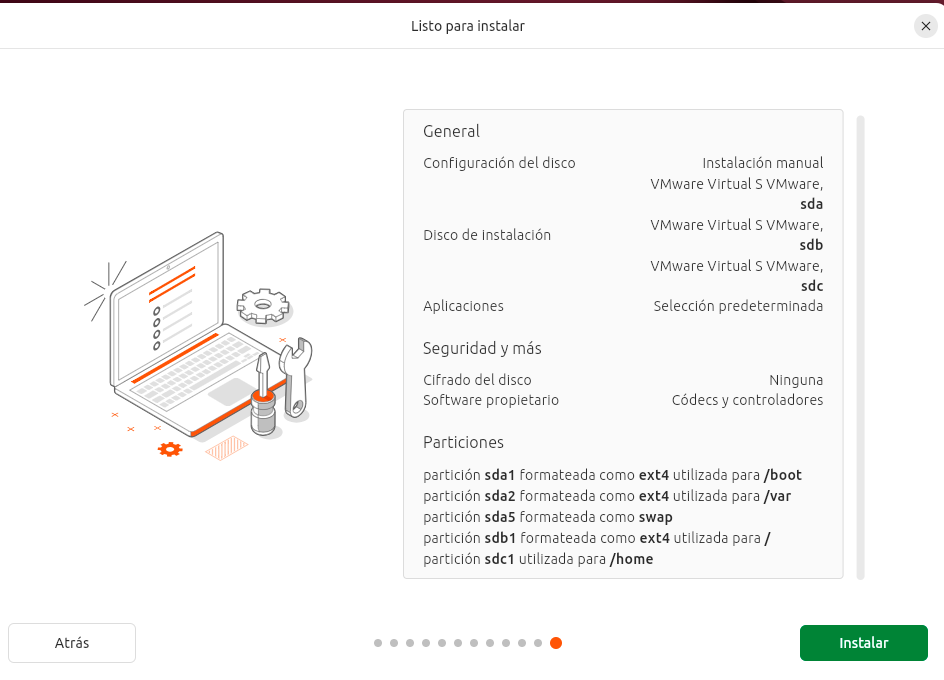 Listo para instalar
General
Configuración del disco Instalación manual
VMware Virtual S VMware,
sda
VMware Virtual S VMware,
Disco de instalación
sdb
VMware Virtual S VMware,
sdc
Aplicaciones Selección predeterminada
Seguridad y más
Cifrado del disco Ninguna
Software propietario Códecs y controladores
Particiones
partición sda1 formateada como ext4 utilizada para /boot
partición sda2 formateada como ext4 utilizada para /var
partición sda5 formateada como swap
partición sdb1 formateada como ext4 utilizada para /
partición sdc1 utilizada para /home
Atrás Instalar